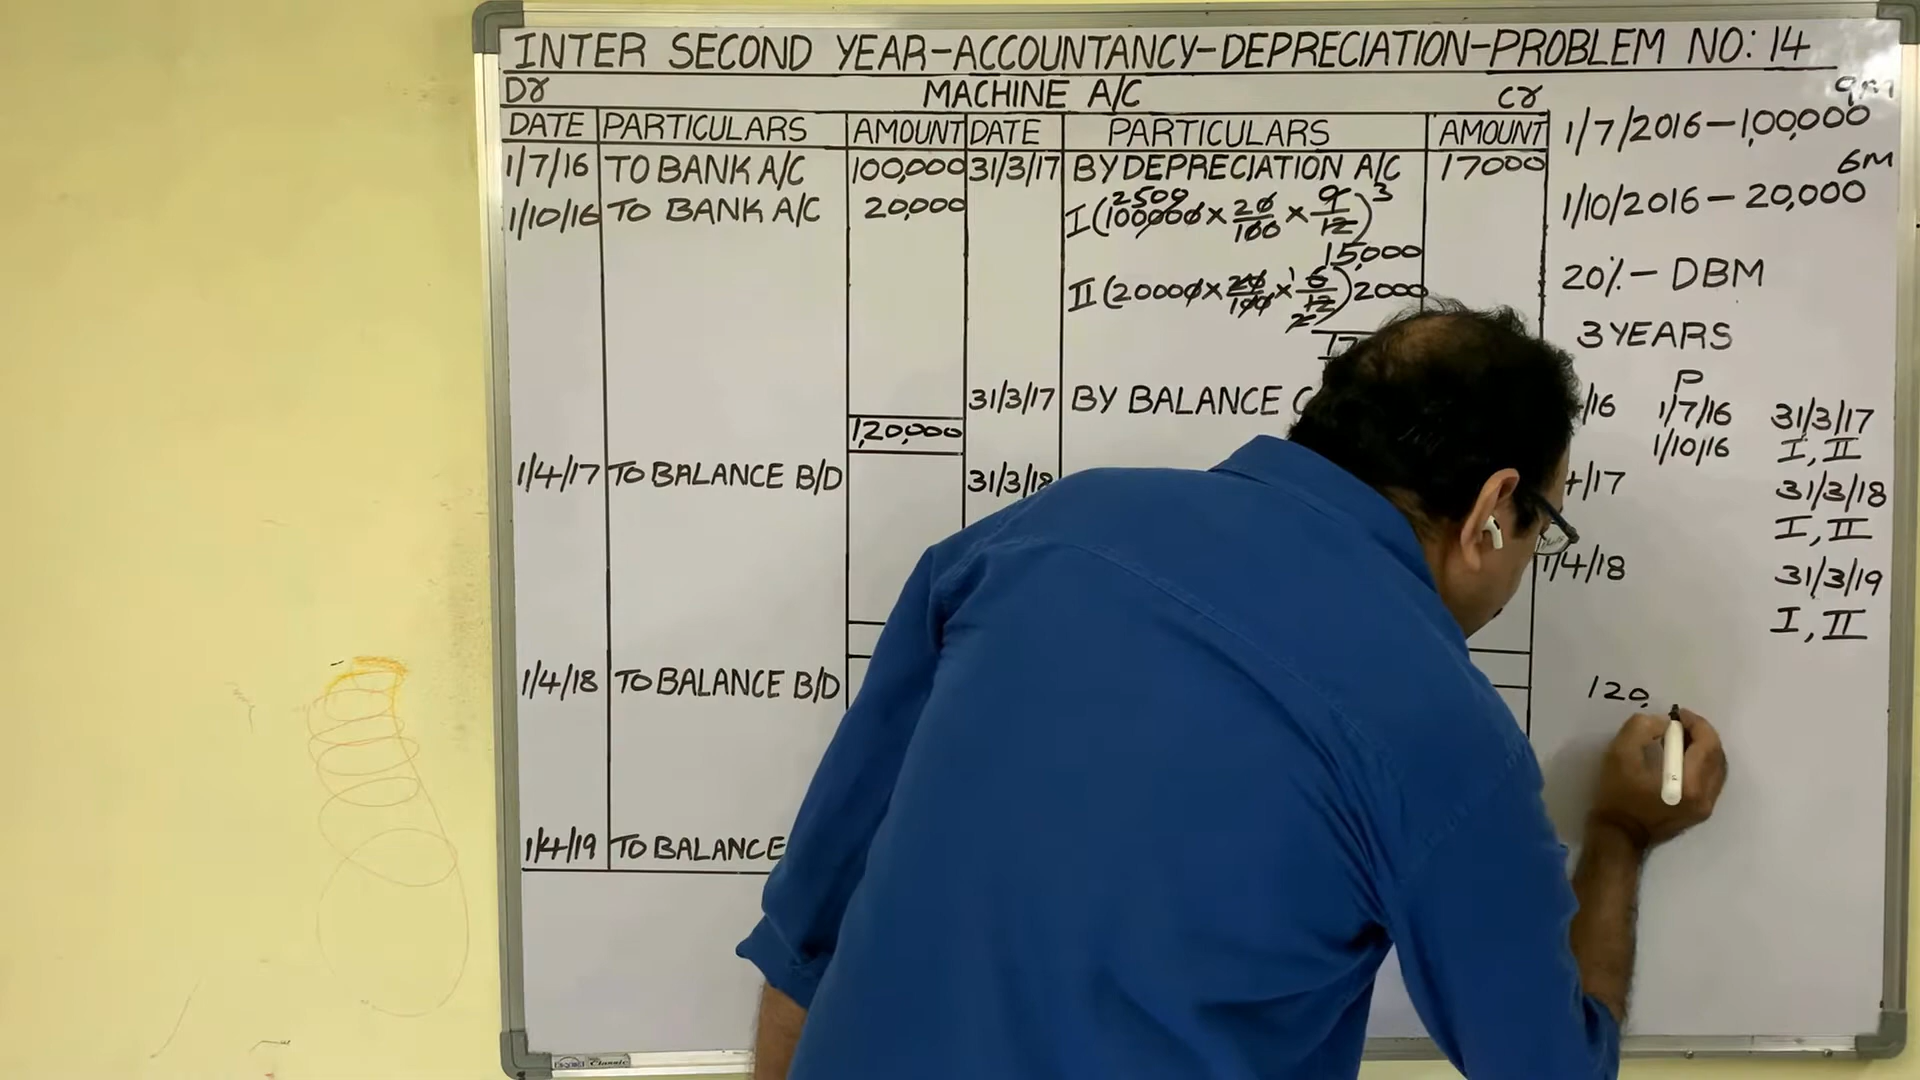 INTER SECOND YEAR-ACCOUNTANCY-DEPRECIATION-PROBLEM NO: 14
Dr MACHINE A/C Cr
DATE PARTICULARS AMOUNT DATE PARTICULARS AMOUNT
1/7/16 TO BANK A/C 100,000 31/3/17 BY DEPRECIATION A/C 17000
1/10/16 TO BANK A/C 20,000
2500
I (100000 × 20/100 × 9/12) 3
15,000
II (20000 × 20/100 × 6/12) 2000
1
2
31/3/17 BY BALANCE
1,20,000
1/4/17 TO BALANCE B/D 31/3/18
1/4/18 TO BALANCE B/D
1/4/19 TO BALANCE
9M
1/7/2016 - 1,00,000
6M
1/10/2016 - 20,000
20% - DBM
3 YEARS
P
/16 1/7/16 31/3/17
1/10/16 I, II
/17 31/3/18
I, II
1/4/18 31/3/19
I, II
120,